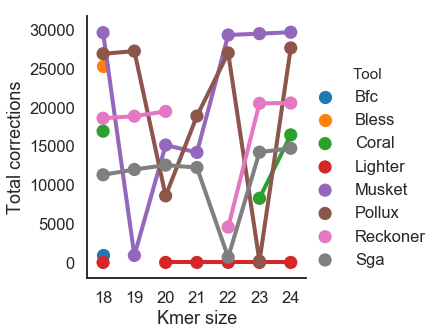 30000
25000
20000
15000
10000
5000
0
Total corrections
18 19 20 21 22 23 24
Kmer size
Tool
Bfc
Bless
Coral
Lighter
Musket
Pollux
Reckoner
Sga